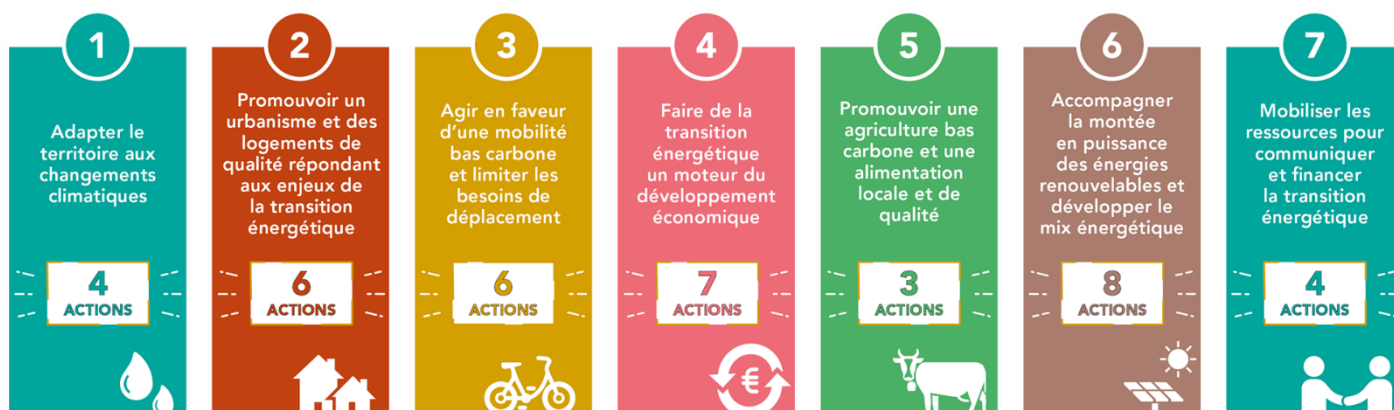 1
Adapter le
territoire aux
changements
climatiques
4
ACTIONS
2
Promouvoir un
urbanisme et des
logements de
qualité répondant
aux enjeux de
la transition
énergétique
6
ACTIONS
3
Agir en faveur
d'une mobilité
bas carbone
et limiter les
besoins de
déplacement
6
ACTIONS
4
Faire de la
transition
énergétique
un moteur du
développement
économique
7
ACTIONS
€
5
Promouvoir une
agriculture bas
carbone et une
alimentation
locale et de
qualité
3
ACTIONS
6
Accompagner
la montée
en puissance
des énergies
renouvelables et
développer le
mix énergétique
8
ACTIONS
7
Mobiliser les
ressources pour
communiquer
et financer
la transition
énergétique
4
ACTIONS